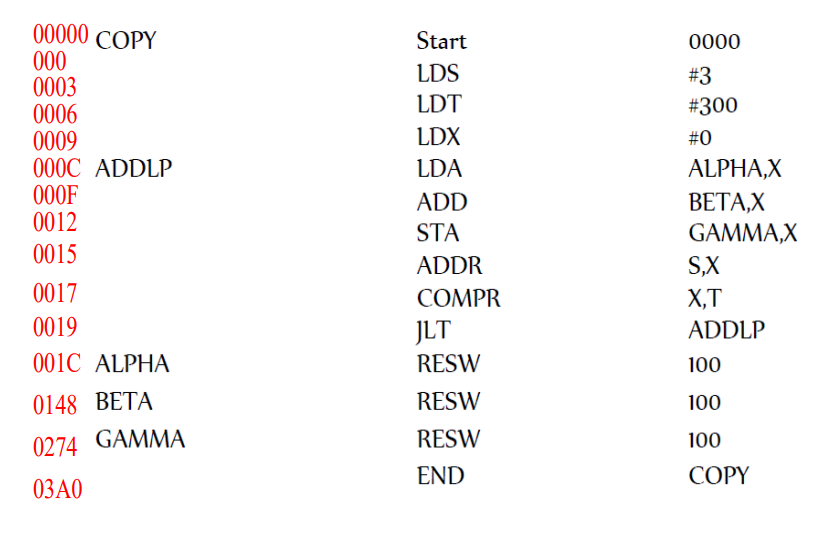 00000 COPY Start 0000
000 LDS #3
0003 LDT #300
0006 LDX #0
0009
000C ADDLP LDA ALPHA,X
000F ADD BETA,X
0012 STA GAMMA,X
0015 ADDR S,X
0017 COMPR X,T
0019 JLT ADDLP
001C ALPHA RESW 100
0148 BETA RESW 100
0274 GAMMA RESW 100
03A0 END COPY